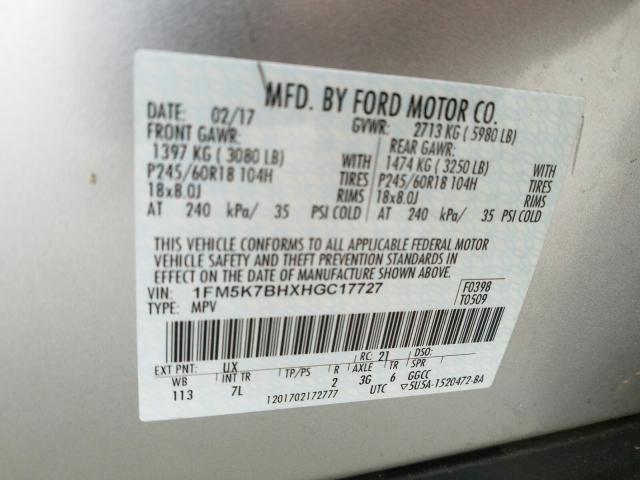 MFD. BY FORD MOTOR CO.
DATE: 02/17 GVWR: 2713 KG (5980 LB)
FRONT GAWR: REAR GAWR:
1397 KG (3080 LB) WITH 1474 KG (3250 LB) WITH
P245/60R18 104H TIRES P245/60R18 104H TIRES
18x8.0J RIMS 18x8.0J RIMS
AT 240 kPa/ 35 PSI COLD AT 240 kPa/ 35 PSI COLD
THIS VEHICLE CONFORMS TO ALL APPLICABLE FEDERAL MOTOR
VEHICLE SAFETY AND THEFT PREVENTION STANDARDS IN
EFFECT ON THE DATE OF MANUFACTURE SHOWN ABOVE.
VIN: 1FM5K7BHXHGC17727 F0398
TYPE: MPV T0509
EXT PNT: UX RC: 21 DSO:
WB INT TR TP/PS R AXLE TR SPR
113 7L 2 3G 6 GGCC
1201702172777 UTC ▽5U5A-1520472-BA